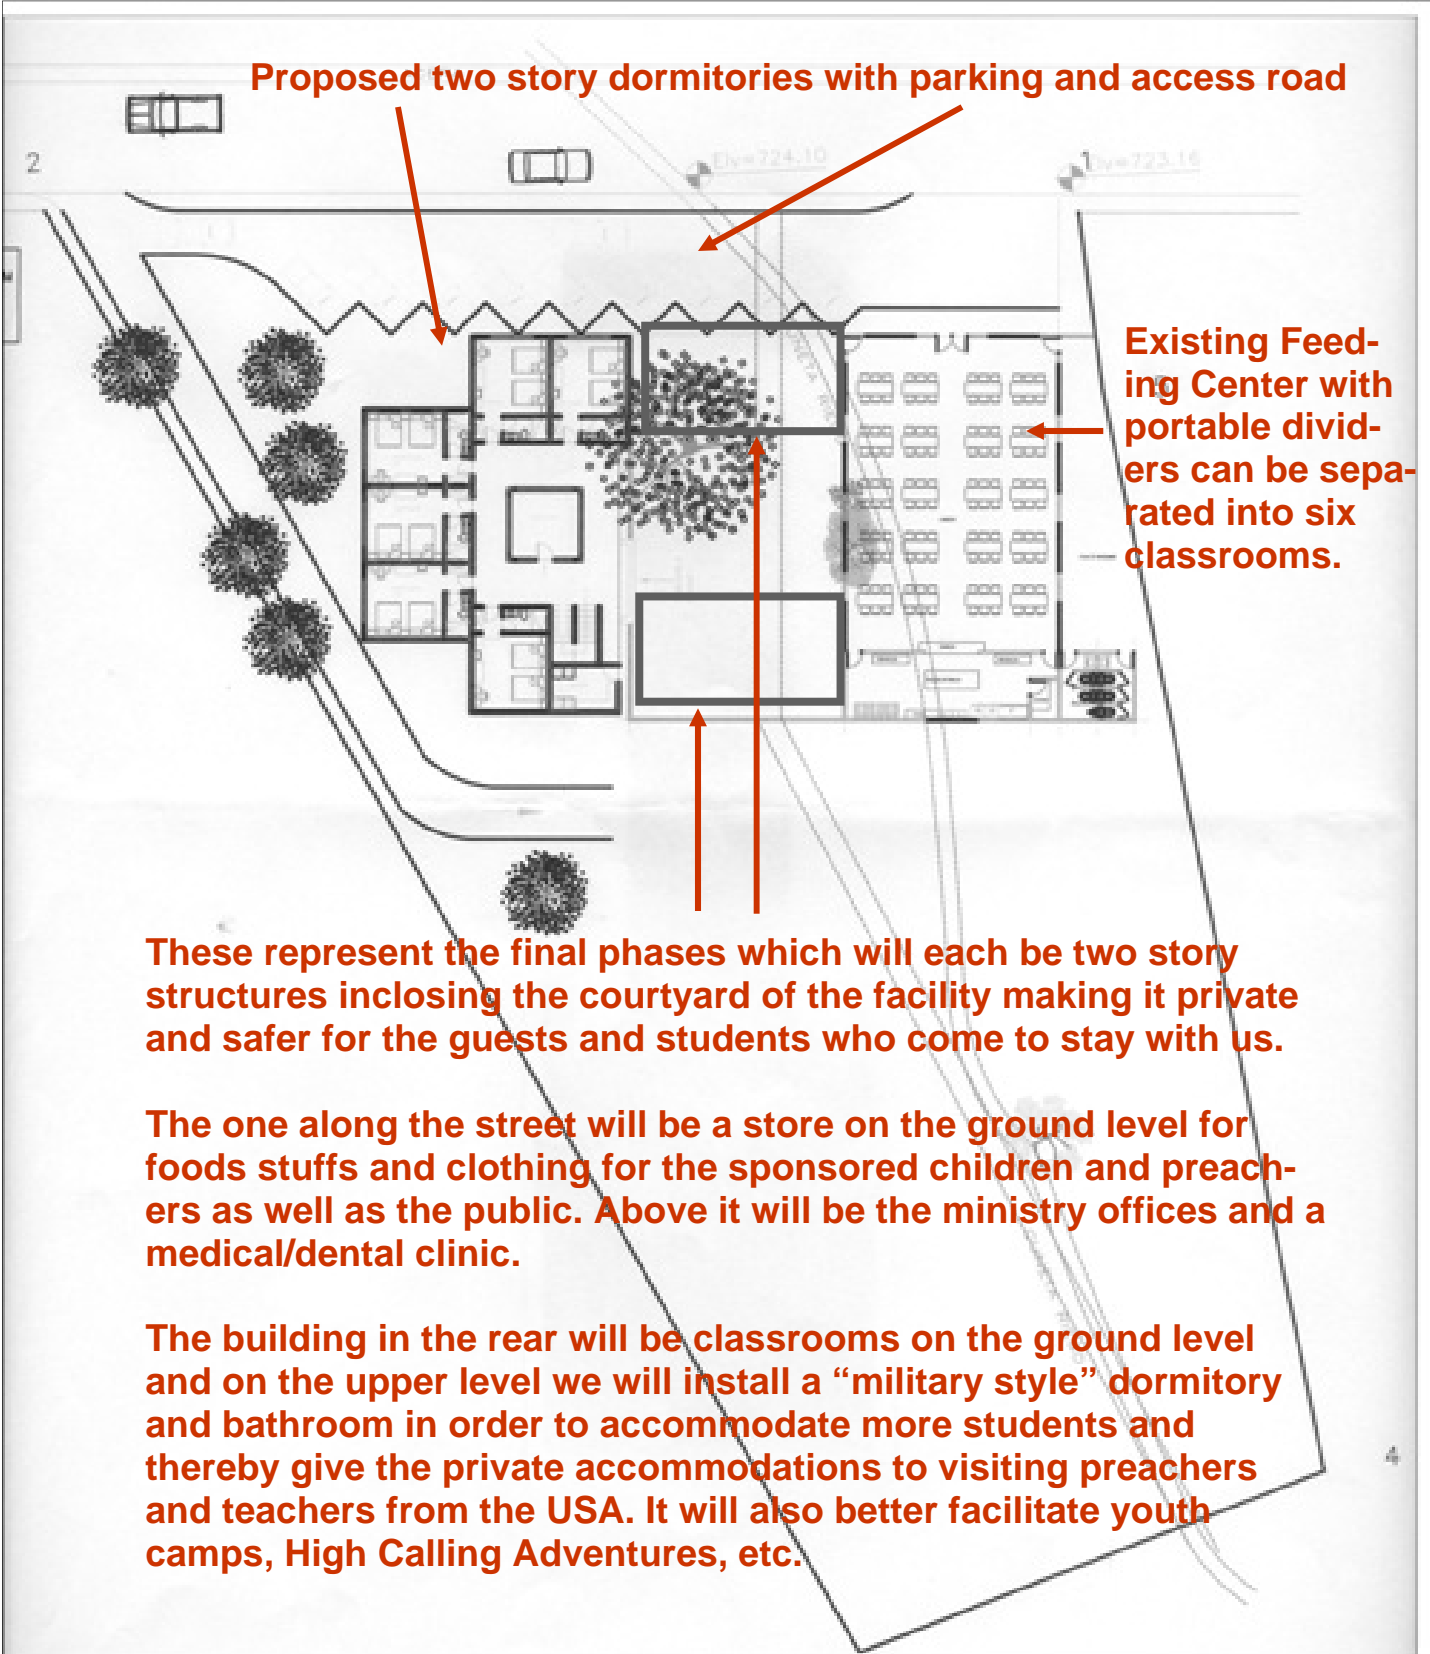 Proposed two story dormitories with parking and access road
2
Elv=724.10
1
Elv=723.16
Existing Feed-
ing Center with
portable divid-
ers can be sepa-
rated into six
classrooms.
These represent the final phases which will each be two story
structures inclosing the courtyard of the facility making it private
and safer for the guests and students who come to stay with us.
The one along the street will be a store on the ground level for
foods stuffs and clothing for the sponsored children and preach-
ers as well as the public. Above it will be the ministry offices and a
medical/dental clinic.
The building in the rear will be classrooms on the ground level
and on the upper level we will install a “military style” dormitory
and bathroom in order to accommodate more students and
thereby give the private accommodations to visiting preachers
and teachers from the USA. It will also better facilitate youth
camps, High Calling Adventures, etc.
4